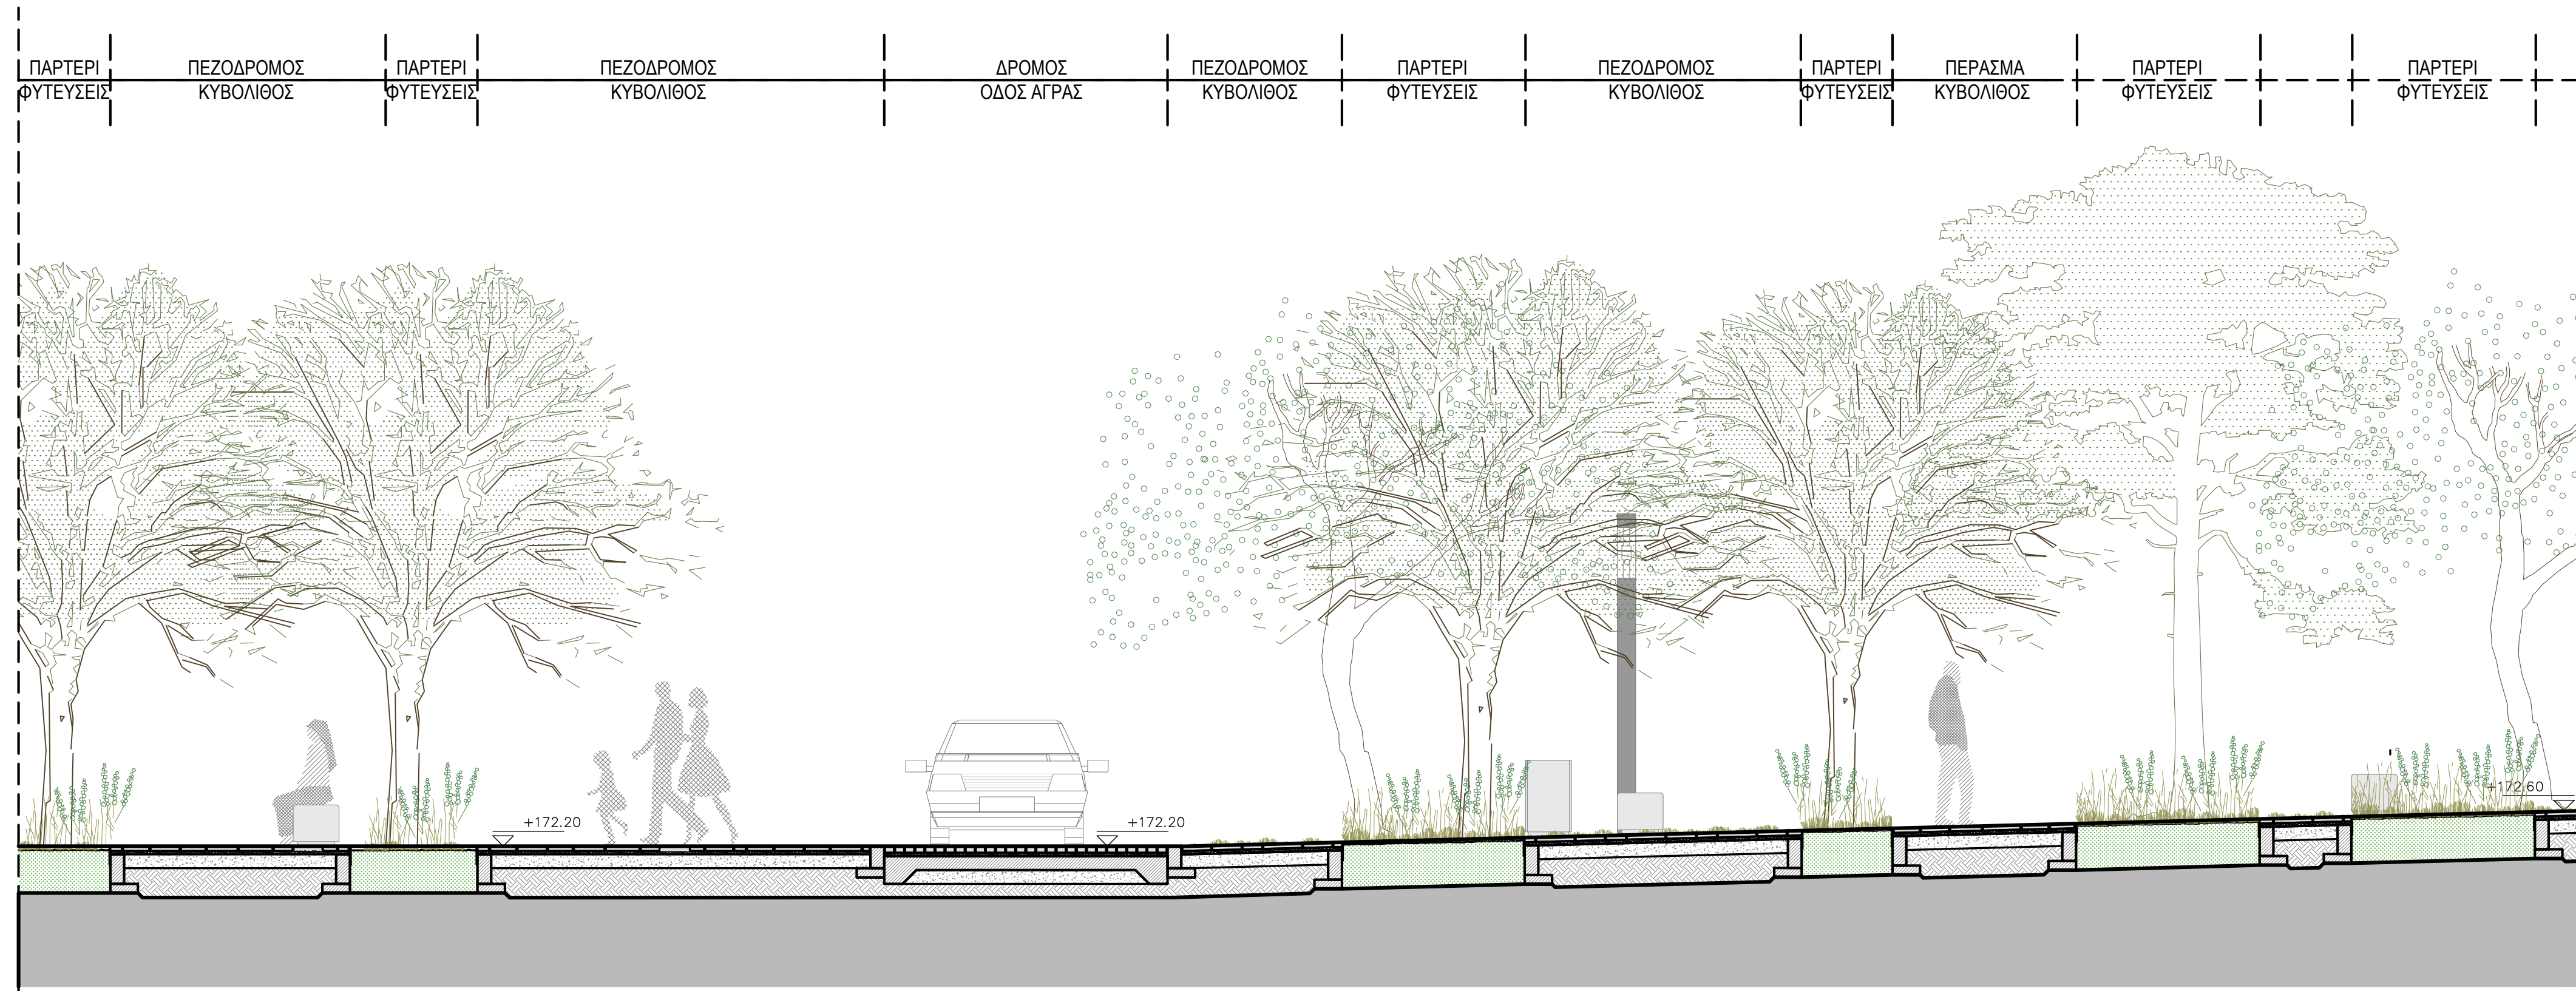 ΠΑΡΤΕΡΙ ΠΕΖΟΔΡΟΜΟΣ ΠΑΡΤΕΡΙ ΠΕΖΟΔΡΟΜΟΣ ΔΡΟΜΟΣ ΠΕΖΟΔΡΟΜΟΣ ΠΑΡΤΕΡΙ ΠΕΖΟΔΡΟΜΟΣ ΠΑΡΤΕΡΙ ΠΕΡΑΣΜΑ ΠΑΡΤΕΡΙ ΠΑΡΤΕΡΙ
ΦΥΤΕΥΣΕΙΣ ΚΥΒΟΛΙΘΟΣ ΦΥΤΕΥΣΕΙΣ ΚΥΒΟΛΙΘΟΣ ΟΔΟΣ ΑΓΡΑΣ ΚΥΒΟΛΙΘΟΣ ΦΥΤΕΥΣΕΙΣ ΚΥΒΟΛΙΘΟΣ ΦΥΤΕΥΣΕΙΣ ΚΥΒΟΛΙΘΟΣ ΦΥΤΕΥΣΕΙΣ ΦΥΤΕΥΣΕΙΣ
+172.60
+172.20 +172.20